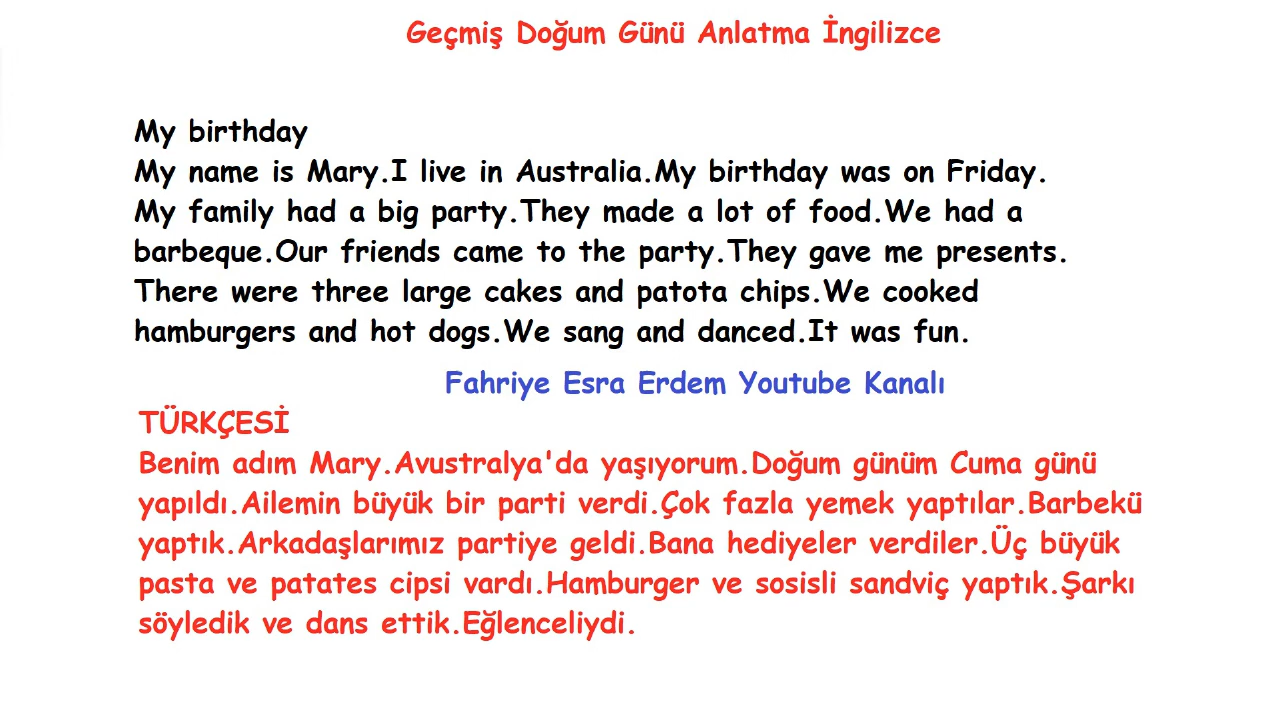 Geçmiş Doğum Günü Anlatma İngilizce
My birthday
My name is Mary.I live in Australia.My birthday was on Friday.
My family had a big party.They made a lot of food.We had a
barbeque.Our friends came to the party.They gave me presents.
There were three large cakes and patota chips.We cooked
hamburgers and hot dogs.We sang and danced.It was fun.
Fahriye Esra Erdem Youtube Kanalı
TÜRKÇESİ
Benim adım Mary.Avustralya'da yaşıyorum.Doğum günüm Cuma günü
yapıldı.Ailemin büyük bir parti verdi.Çok fazla yemek yaptılar.Barbekü
yaptık.Arkadaşlarımız partiye geldi.Bana hediyeler verdiler.Üç büyük
pasta ve patates cipsi vardı.Hamburger ve sosisli sandviç yaptık.Şarkı
söyledik ve dans ettik.Eğlenceliydi.